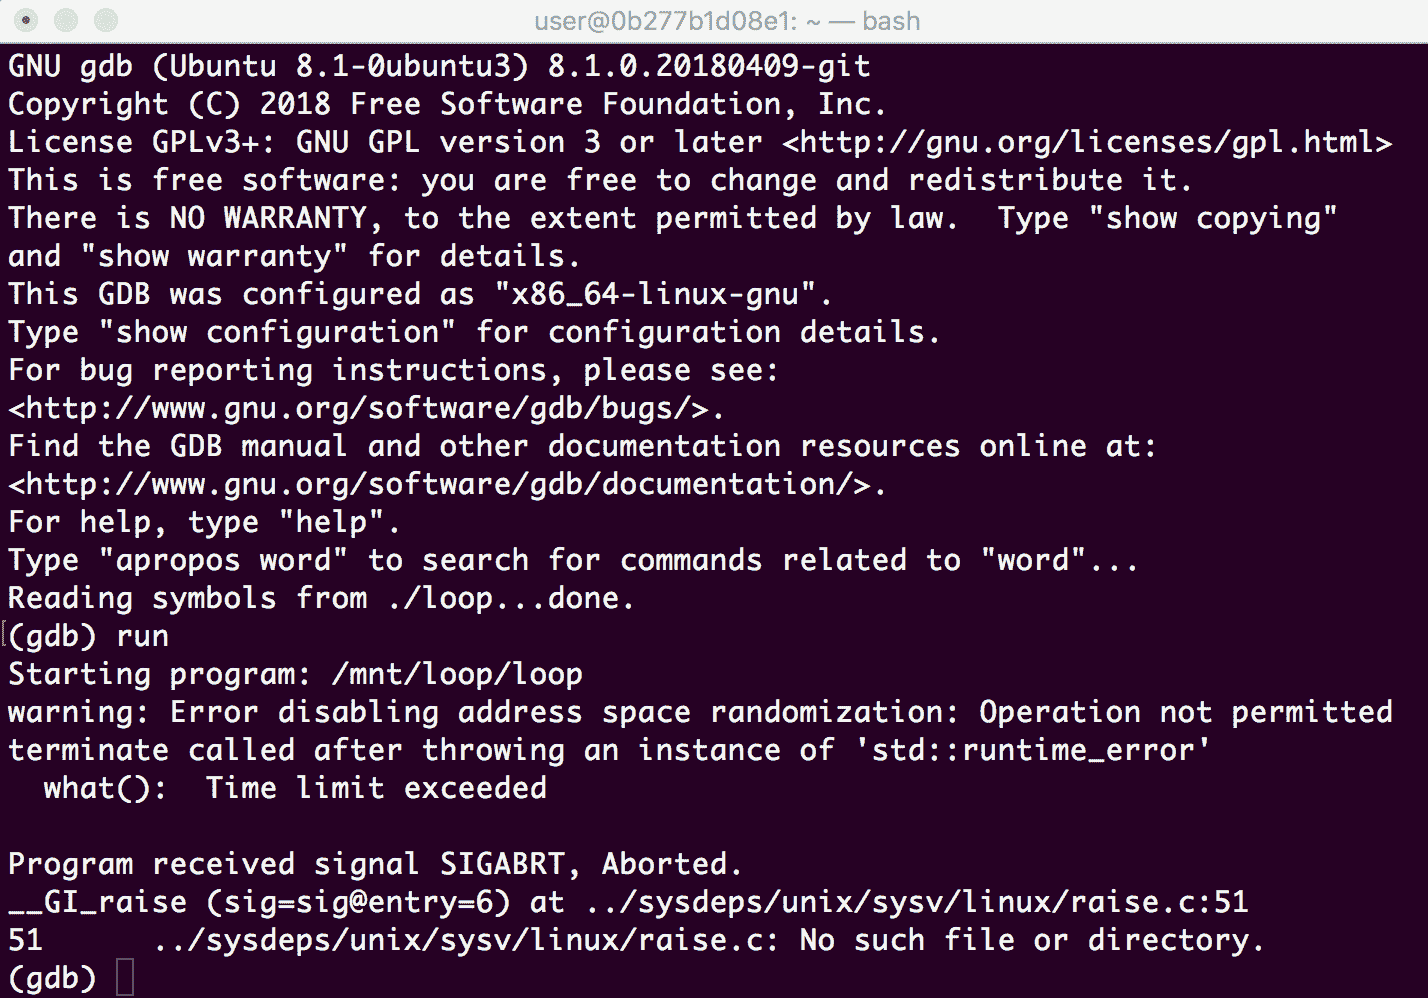 user@0b277b1d08e1: ~ — bash
GNU gdb (Ubuntu 8.1-0ubuntu3) 8.1.0.20180409-git
Copyright (C) 2018 Free Software Foundation, Inc.
License GPLv3+: GNU GPL version 3 or later <http://gnu.org/licenses/gpl.html>
This is free software: you are free to change and redistribute it.
There is NO WARRANTY, to the extent permitted by law.  Type "show copying"
and "show warranty" for details.
This GDB was configured as "x86_64-linux-gnu".
Type "show configuration" for configuration details.
For bug reporting instructions, please see:
<http://www.gnu.org/software/gdb/bugs/>.
Find the GDB manual and other documentation resources online at:
<http://www.gnu.org/software/gdb/documentation/>.
For help, type "help".
Type "apropos word" to search for commands related to "word"...
Reading symbols from ./loop...done.
(gdb) run
Starting program: /mnt/loop/loop
warning: Error disabling address space randomization: Operation not permitted
terminate called after throwing an instance of 'std::runtime_error'
  what():  Time limit exceeded

Program received signal SIGABRT, Aborted.
__GI_raise (sig=sig@entry=6) at ../sysdeps/unix/sysv/linux/raise.c:51
51      ../sysdeps/unix/sysv/linux/raise.c: No such file or directory.
(gdb)